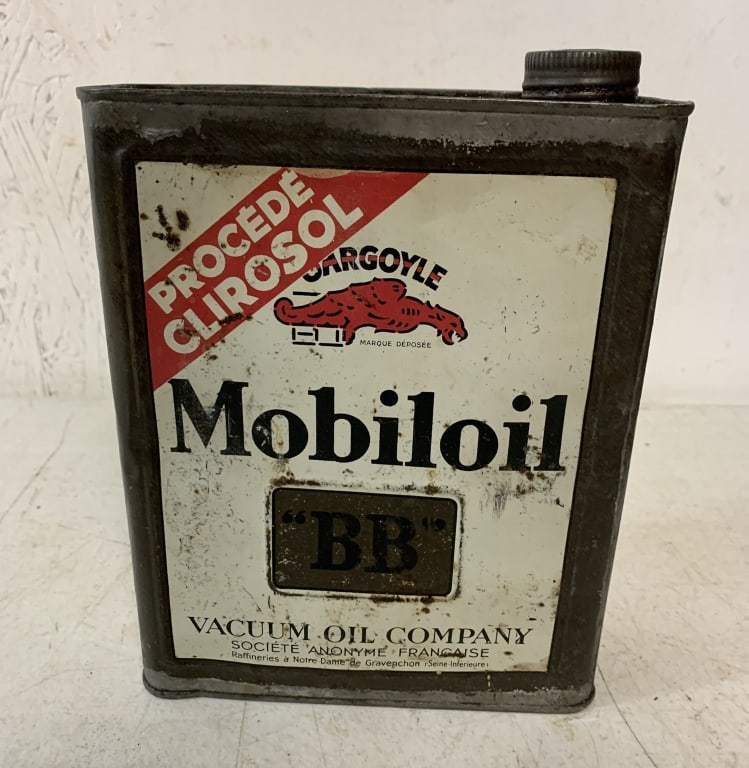 PROCÉDÉ
CLIROSOL
GARGOYLE
MARQUE DÉPOSÉE
Mobiloil
"BB"
VACUUM OIL COMPANY
SOCIÉTÉ ANONYME FRANÇAISE
Raffineries à Notre-Dame de Gravenchon (Seine-Inférieure)